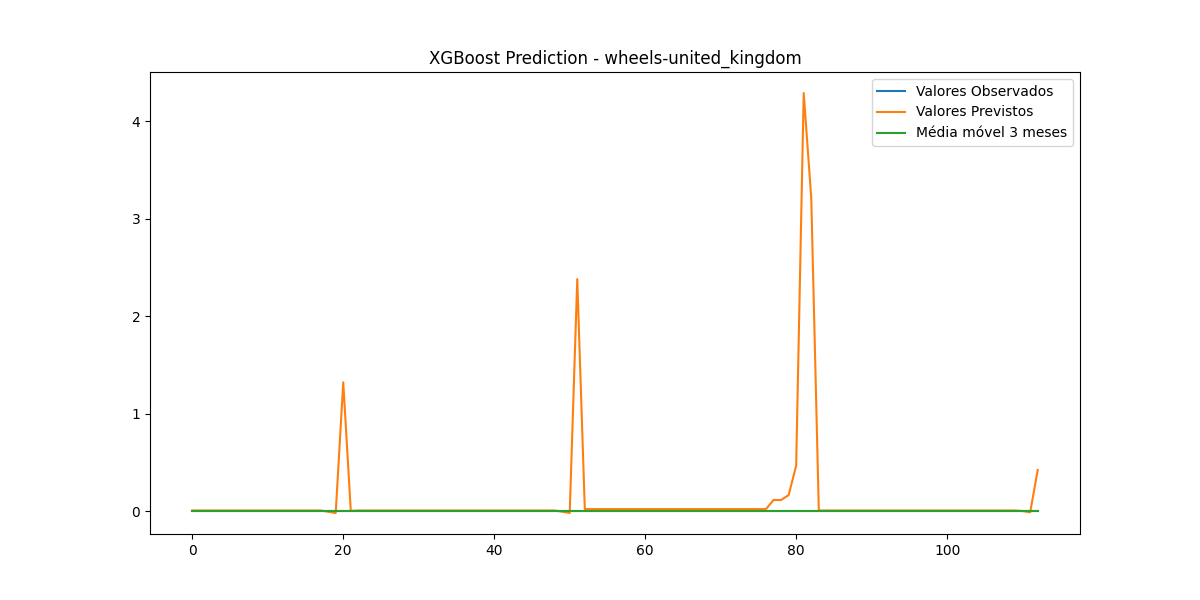 XGBoost Prediction - wheels-united_kingdom
Valores Observados
Valores Previstos
Média móvel 3 meses
4
3
2
1
0
0 20 40 60 80 100